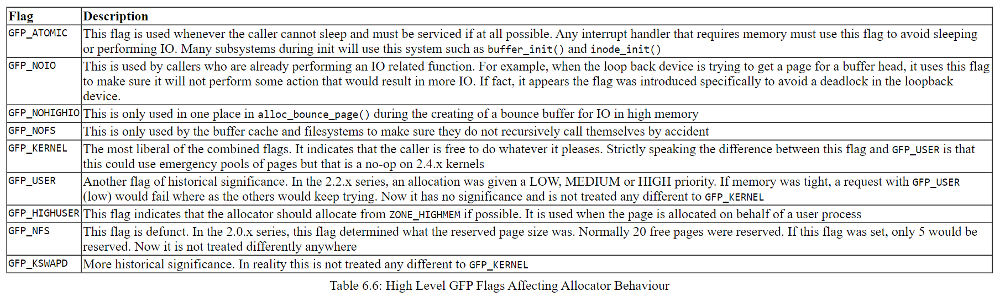 Flag Description
GFP_ATOMIC This flag is used whenever the caller cannot sleep and must be serviced if at all possible. Any interrupt handler that requires memory must use this flag to avoid sleeping
or performing IO. Many subsystems during init will use this system such as buffer_init() and inode_init()
GFP_NOIO This is used by callers who are already performing an IO related function. For example, when the loop back device is trying to get a page for a buffer head, it uses this flag
to make sure it will not perform some action that would result in more IO. If fact, it appears the flag was introduced specifically to avoid a deadlock in the loopback
device.
GFP_NOHIGHIO This is only used in one place in alloc_bounce_page() during the creating of a bounce buffer for IO in high memory
GFP_NOFS This is only used by the buffer cache and filesystems to make sure they do not recursively call themselves by accident
GFP_KERNEL The most liberal of the combined flags. It indicates that the caller is free to do whatever it pleases. Strictly speaking the difference between this flag and GFP_USER is that
this could use emergency pools of pages but that is a no-op on 2.4.x kernels
GFP_USER Another flag of historical significance. In the 2.2.x series, an allocation was given a LOW, MEDIUM or HIGH priority. If memory was tight, a request with GFP_USER
(low) would fail where as the others would keep trying. Now it has no significance and is not treated any different to GFP_KERNEL
GFP_HIGHUSER This flag indicates that the allocator should allocate from ZONE_HIGHMEM if possible. It is used when the page is allocated on behalf of a user process
GFP_NFS This flag is defunct. In the 2.0.x series, this flag determined what the reserved page size was. Normally 20 free pages were reserved. If this flag was set, only 5 would be
reserved. Now it is not treated differently anywhere
GFP_KSWAPD More historical significance. In reality this is not treated any different to GFP_KERNEL
Table 6.6: High Level GFP Flags Affecting Allocator Behaviour